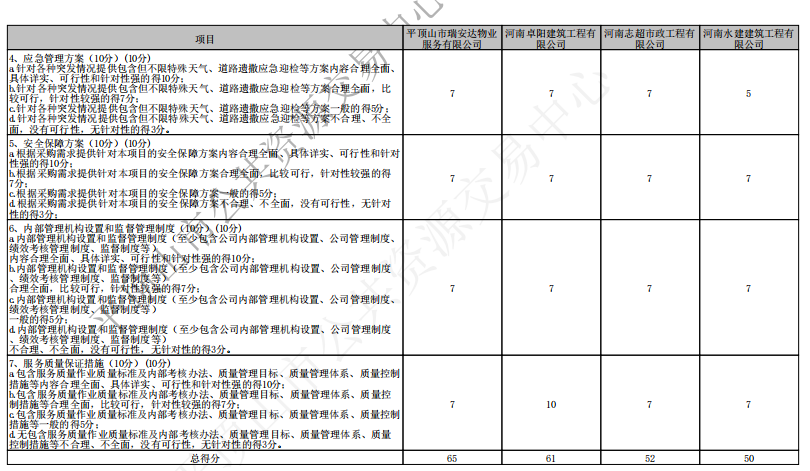 项目 平顶山市瑞安达物业服务有限公司 河南卓阳建筑工程有限公司 河南志超市政工程有限公司 河南水建建筑工程有限公司
4、应急管理方案（10分）(10分)
a.针对各种突发情况提供包含但不限特殊天气、道路遗撒应急迎检等方案内容合理全面、
具体详实、可行性和针对性强的得10分；
b.针对各种突发情况提供包含但不限特殊天气、道路遗撒应急迎检等方案合理全面，比
较可行，针对性较强的得7分；
c.针对各种突发情况提供包含但不限特殊天气、道路遗撒应急迎检等方案一般的得5分；
d.针对各种突发情况提供包含但不限特殊天气、道路遗撒应急迎检等方案不合理、不全
面，没有可行性，无针对性的得3分。
7 7 7 5
5、安全保障方案（10分）(10分)
a.根据采购需求提供针对本项目的安全保障方案内容合理全面、具体详实、可行性和针对
性强的得10分；
b.根据采购需求提供针对本项目的安全保障方案合理全面，比较可行，针对性较强的得
7分；
c.根据采购需求提供针对本项目的安全保障方案一般的得5分；
d.根据采购需求提供针对本项目的安全保障方案不合理、不全面，没有可行性，无针对
性的得3分；
7 7 7 7
6、内部管理机构设置和监督管理制度（10分）(10分)
a.内部管理机构设置和监督管理制度（至少包含公司内部管理机构设置、公司管理制度、
绩效考核管理制度、监督制度等）
内容合理全面、具体详实、可行性和针对性强的得10分；
b.内部管理机构设置和监督管理制度（至少包含公司内部管理机构设置、公司管理制度
、绩效考核管理制度、监督制度等）
合理全面，比较可行，针对性较强的得7分；
c.内部管理机构设置和监督管理制度（至少包含公司内部管理机构设置、公司管理制度、
绩效考核管理制度、监督制度等）
一般的得5分；
d.内部管理机构设置和监督管理制度（至少包含公司内部管理机构设置、公司管理制度
、绩效考核管理制度、监督制度等）
不合理、不全面，没有可行性，无针对性的得3分。
7 7 7 7
7、服务质量保证措施（10分）(10分)
a.包含服务质量作业质量标准及内部考核办法、质量管理目标、质量管理体系、质量控制
措施等内容合理全面、具体详实、可行性和针对性强的得10分；
b.包含服务质量作业质量标准及内部考核办法、质量管理目标、质量管理体系、质量控
制措施等合理全面，比较可行，针对性较强的得7分；
c.包含服务质量作业质量标准及内部考核办法、质量管理目标、质量管理体系、质量控制
措施等一般的得5分；
d.无包含服务质量作业质量标准及内部考核办法、质量管理目标、质量管理体系、质量
控制措施等不合理、不全面，没有可行性，无针对性的得3分。
7 10 7 7
总得分 65 61 52 50
平顶山市公共资源交易中心